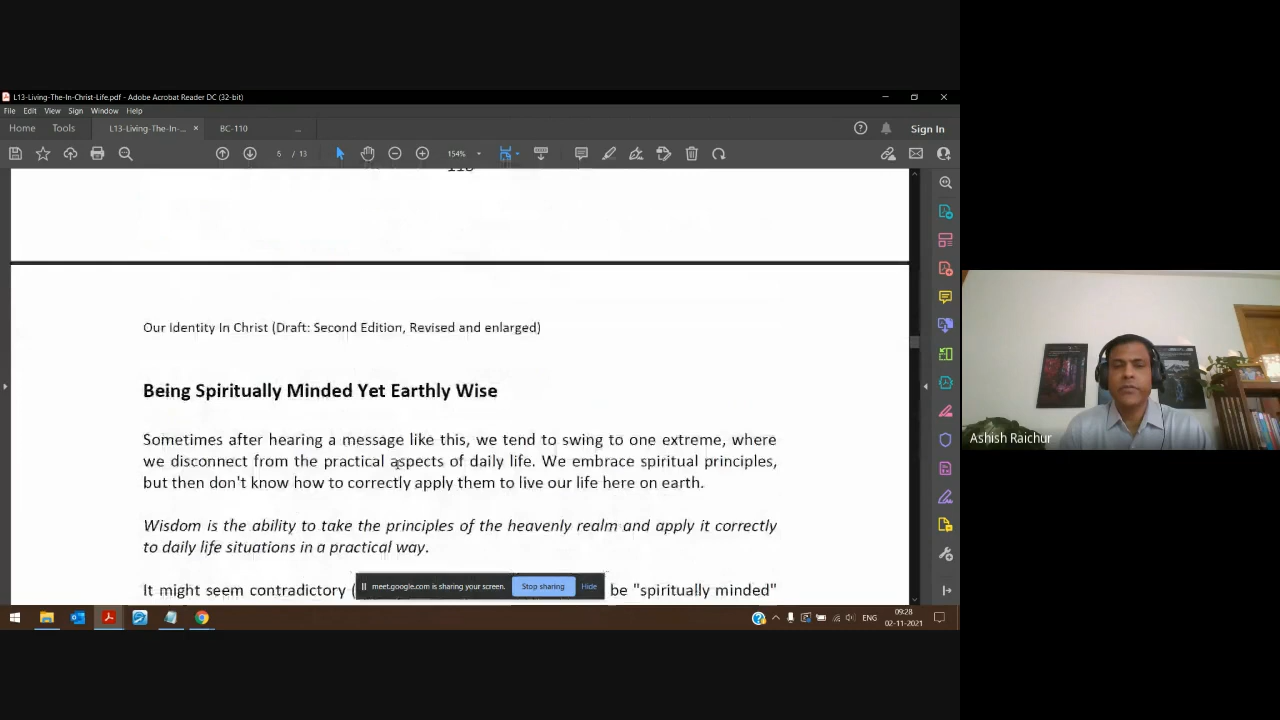 L13-Living-The-In-Christ-Life.pdf - Adobe Acrobat Reader DC (32-bit)
File Edit View Sign Window Help
Home Tools L13-Living-The-In-... × BC-110 ...
Sign In
5 / 13 154%
118
Our Identity In Christ (Draft: Second Edition, Revised and enlarged)
Being Spiritually Minded Yet Earthly Wise
Sometimes after hearing a message like this, we tend to swing to one extreme, where
we disconnect from the practical aspects of daily life. We embrace spiritual principles,
but then don't know how to correctly apply them to live our life here on earth.
Wisdom is the ability to take the principles of the heavenly realm and apply it correctly
to daily life situations in a practical way.
It might seem contradictory ( be "spiritually minded"
meet.google.com is sharing your screen. Stop sharing Hide
ENG 09:28
02-11-2021
Ashish Raichur